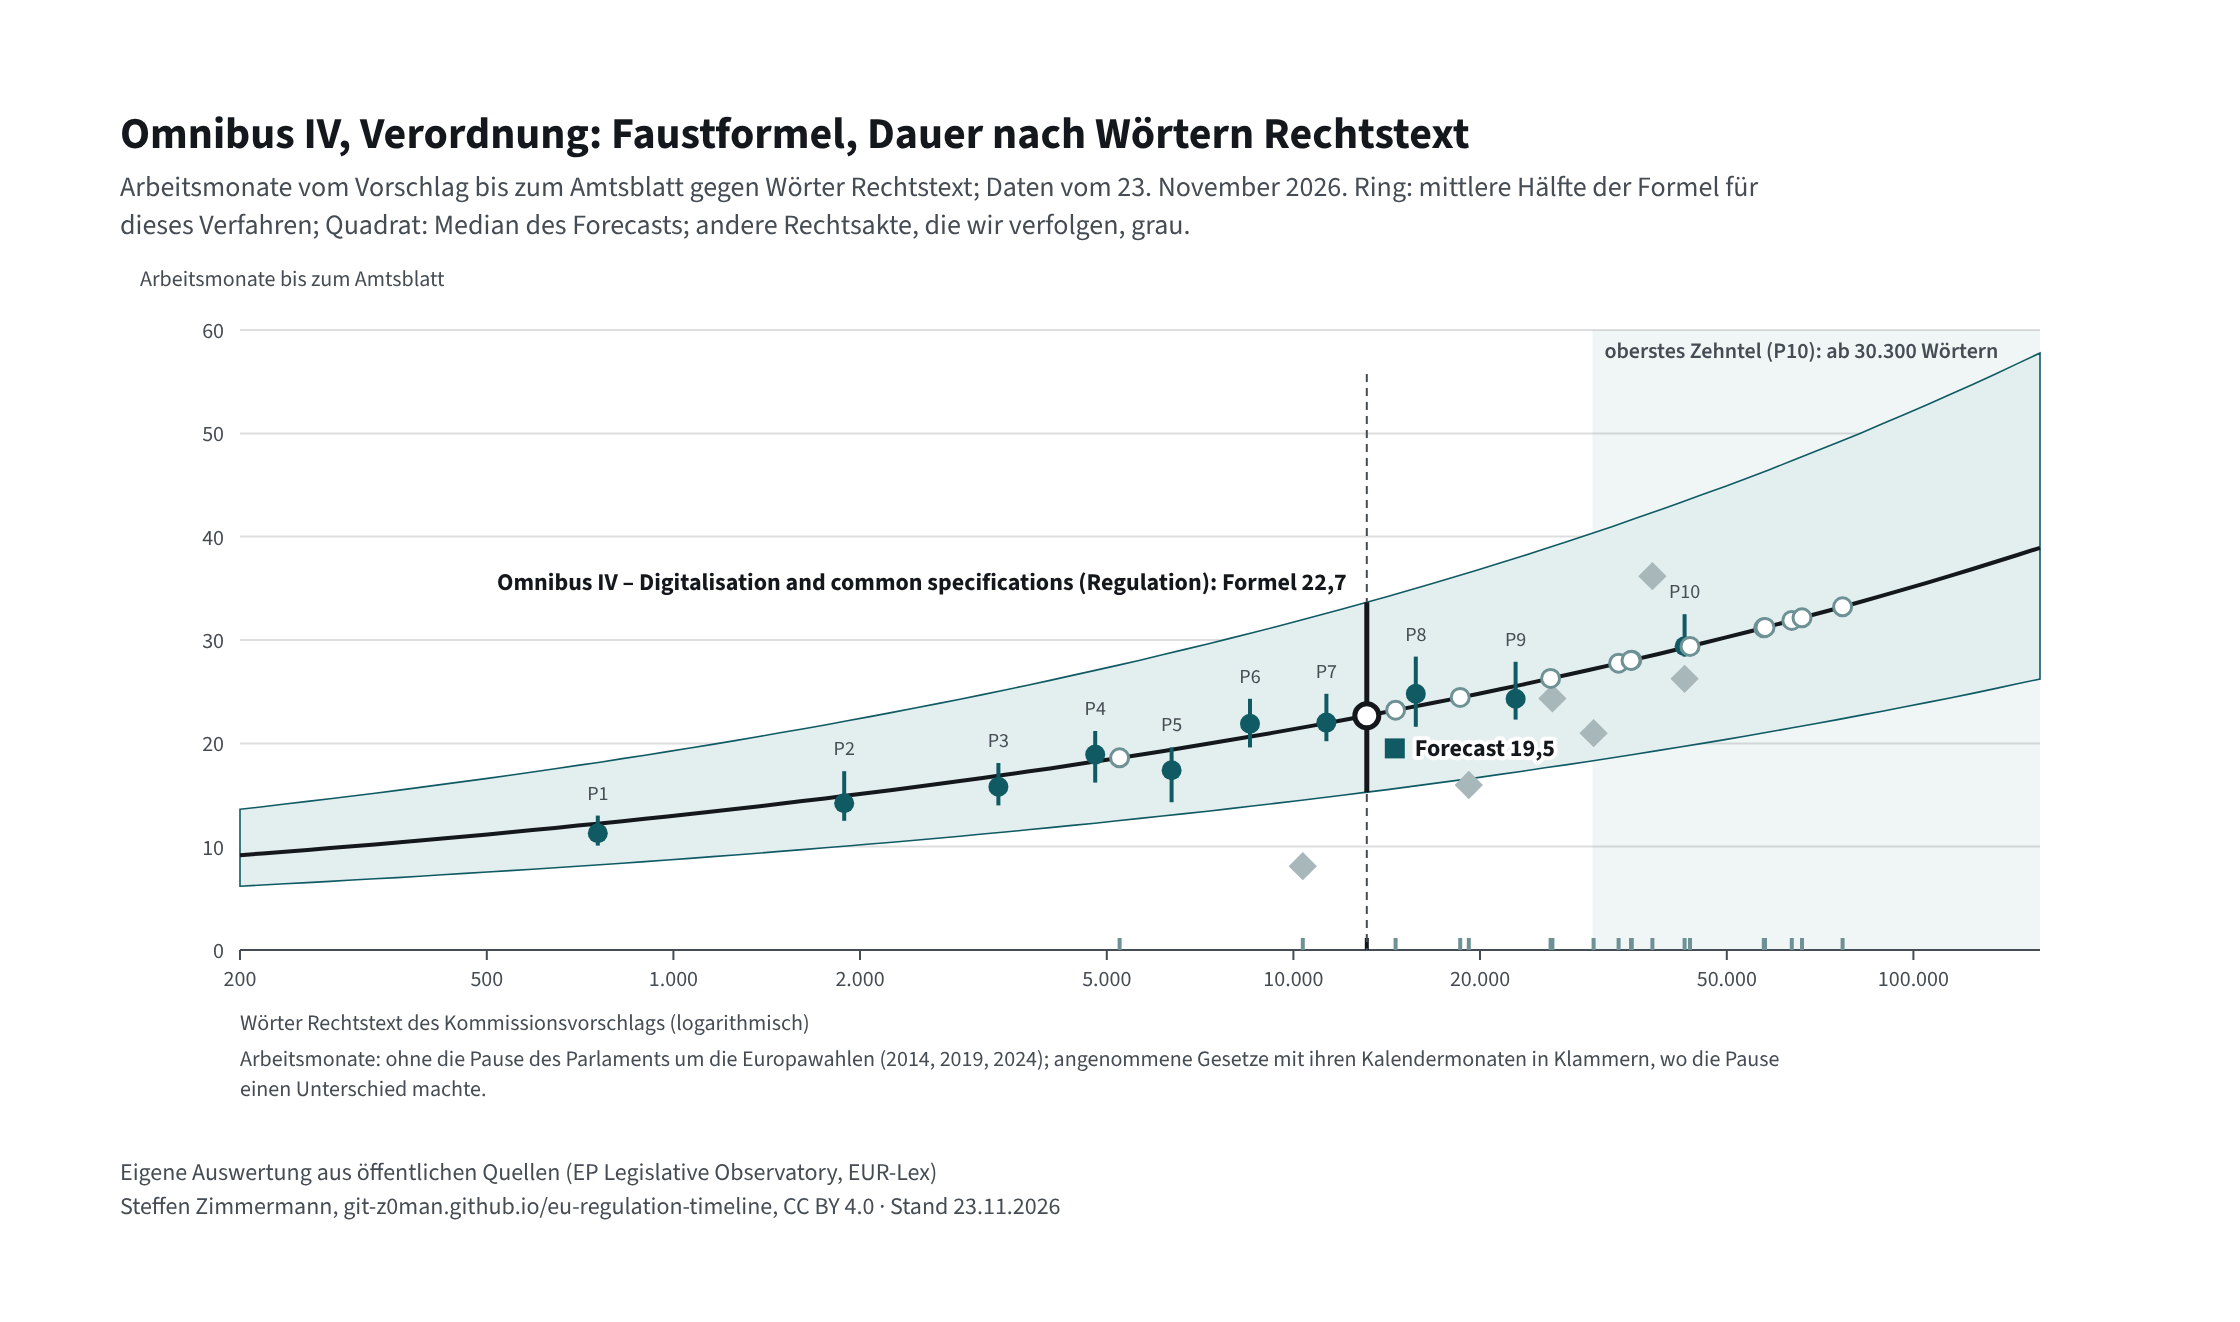 Omnibus IV, Verordnung: Faustformel, Dauer nach Wörtern Rechtstext
Arbeitsmonate vom Vorschlag bis zum Amtsblatt gegen Wörter Rechtstext; Daten vom 23. November 2026. Ring: mittlere Hälfte der Formel für
dieses Verfahren; Quadrat: Median des Forecasts; andere Rechtsakte, die wir verfolgen, grau.
Arbeitsmonate bis zum Amtsblatt
60
oberstes Zehntel (P10): ab 30.300 Wörtern
50
40
Omnibus IV – Digitalisation and common specifications (Regulation): Formel 22,7
P10
30
P8
P9
P6
P7
P4
P5
P3
P2
20
Forecast 19,5
P1
10
0
200 500 1.000 2.000 5.000 10.000 20.000 50.000 100.000
Wörter Rechtstext des Kommissionsvorschlags (logarithmisch)
Arbeitsmonate: ohne die Pause des Parlaments um die Europawahlen (2014, 2019, 2024); angenommene Gesetze mit ihren Kalendermonaten in Klammern, wo die Pause
einen Unterschied machte.
Eigene Auswertung aus öffentlichen Quellen (EP Legislative Observatory, EUR-Lex)
Steffen Zimmermann, git-z0man.github.io/eu-regulation-timeline, CC BY 4.0 · Stand 23.11.2026